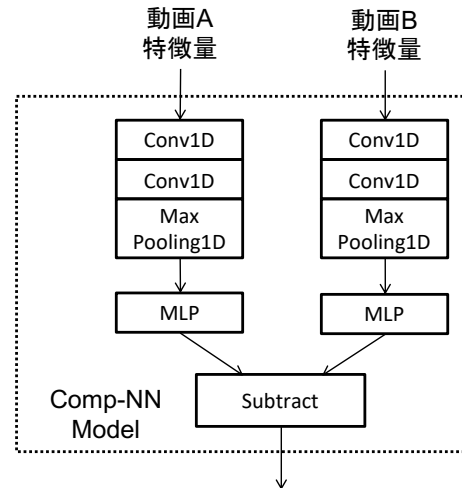 動画A
特徴量
動画B
特徴量
Conv1D
Conv1D
Max
Pooling1D
MLP
Conv1D
Conv1D
Max
Pooling1D
MLP
Subtract
Comp-NN
Model